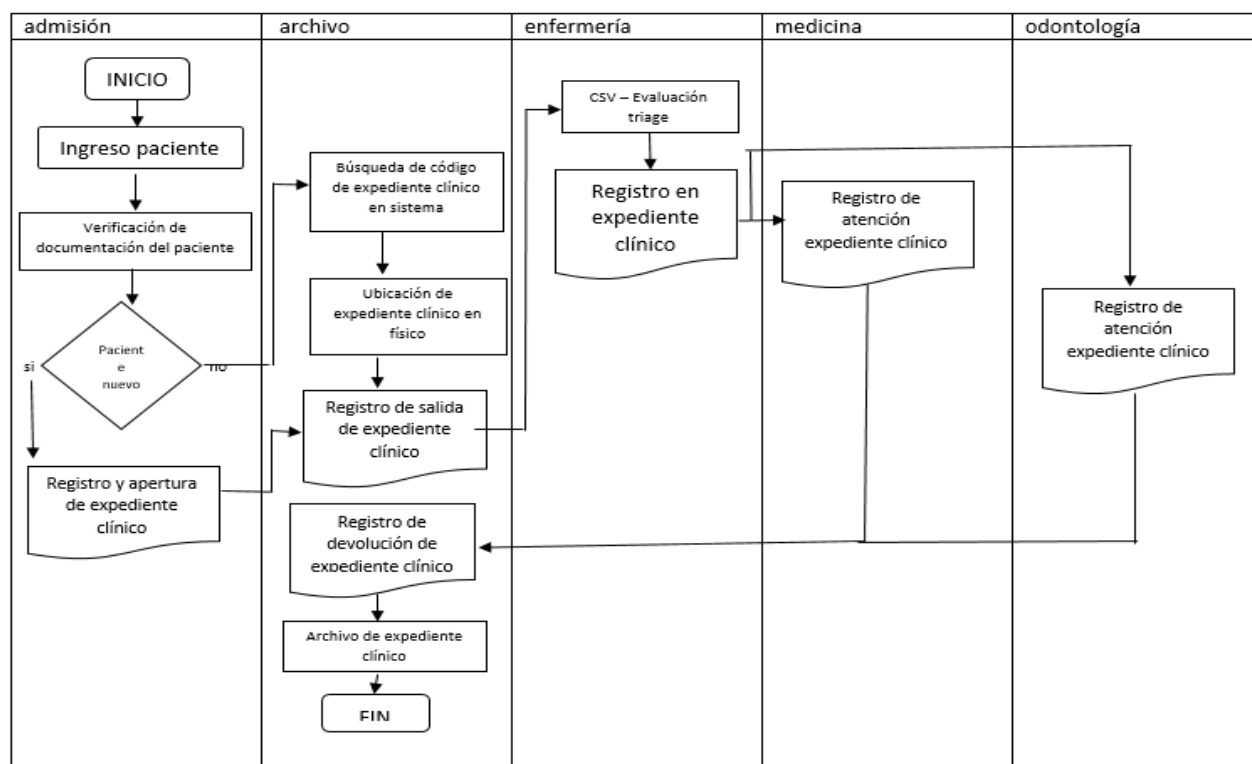 admisión
archivo
enfermería
medicina
odontología
INICIO
Ingreso paciente
Verificación de
documentación del paciente
Pacient
e
nuevo
si
no
Registro y apertura
de expediente
clínico
Búsqueda de código
de expediente clínico
en sistema
Ubicación de
expediente clínico en
físico
Registro de salida
de expediente
clínico
Registro de
devolución de
expediente clínico
Archivo de expediente
clínico
FIN
CSV – Evaluación
triage
Registro en
expediente
clínico
Registro de
atención
expediente clínico
Registro de
atención
expediente clínico